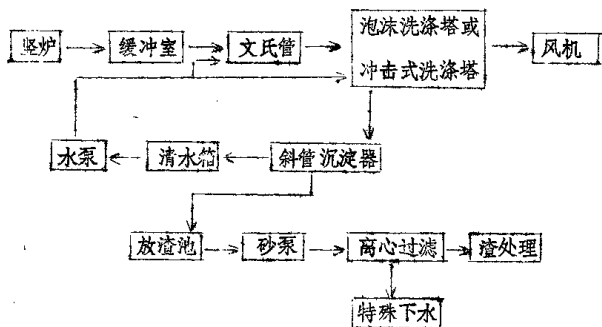 竖炉
缓冲室
文氏管
泡沫洗涤塔或
冲击式洗涤塔
风机
水泵
清水箱
斜管沉淀器
放渣池
砂泵
离心过滤
渣处理
特殊下水